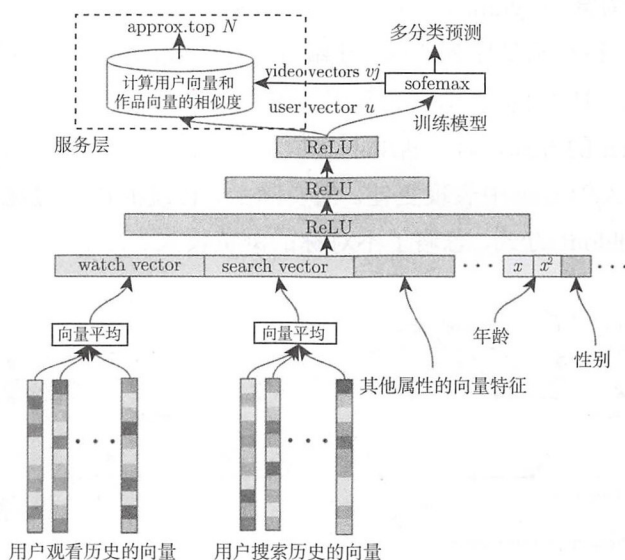 approx.top N
多分类预测
计算用户向量和
作品向量的相似度
video vectors vj
sofemax
user vector u
训练模型
服务层
ReLU
ReLU
ReLU
watch vector
search vector
...
x
x²
...
向量平均
向量平均
年龄
性别
其他属性的向量特征
...
...
用户观看历史的向量
用户搜索历史的向量